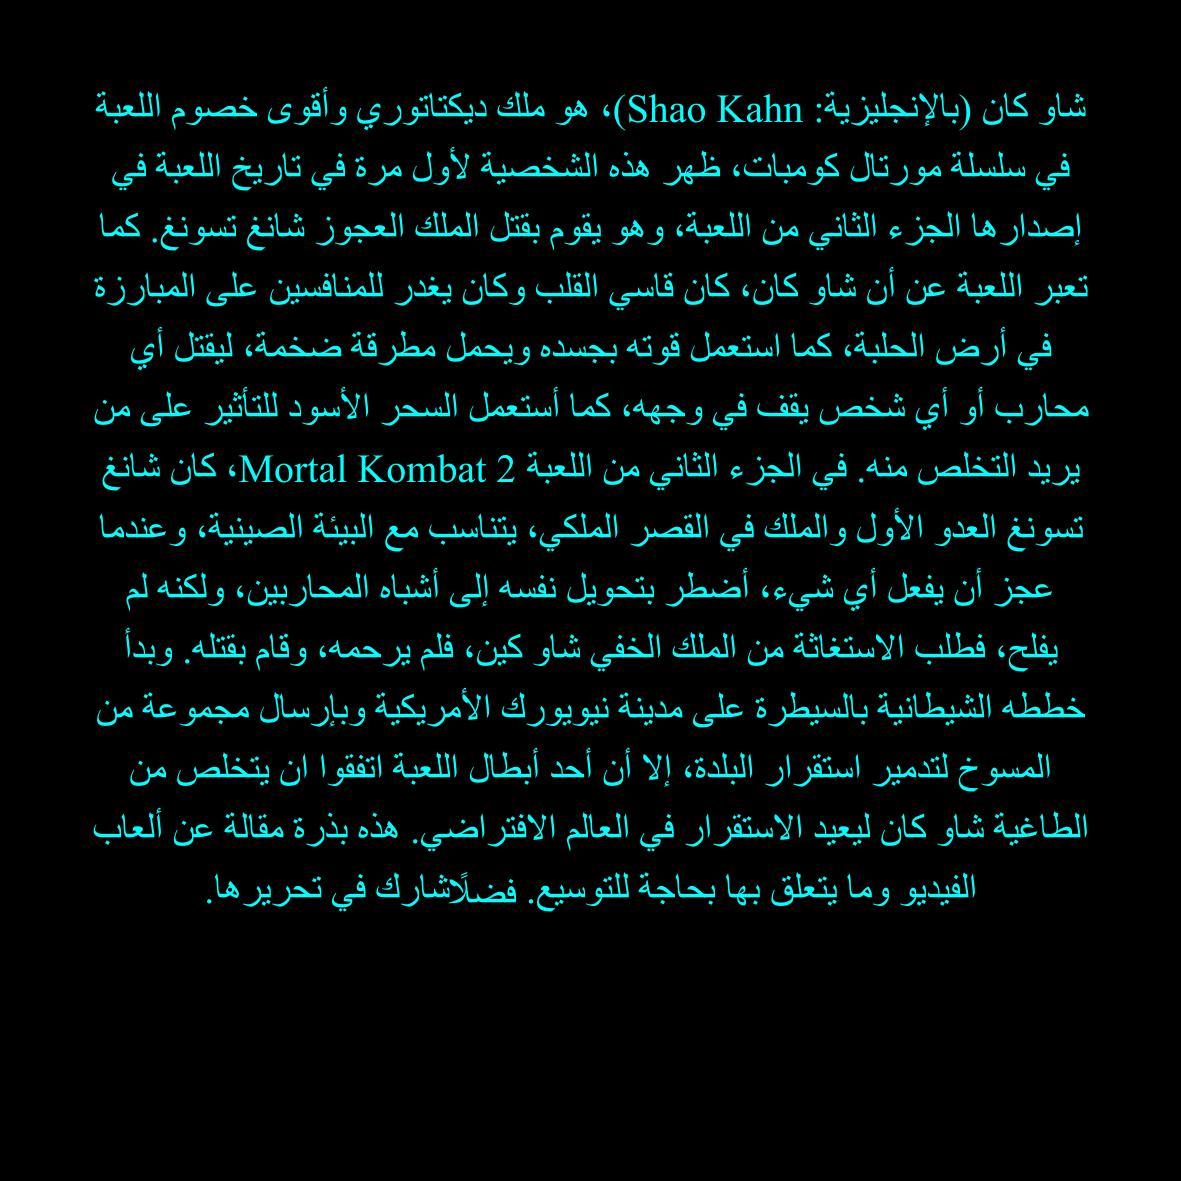 شاو كان (بالإنجليزية: Shao Kahn)، هو ملك ديكتاتوري وأقوى خصوم اللعبة
في سلسلة مورتال كومبات، ظهر هذه الشخصية لأول مرة في تاريخ اللعبة في
إصدارها الجزء الثاني من اللعبة، وهو يقوم بقتل الملك العجوز شانغ تسونغ. كما
تعبر اللعبة عن أن شاو كان، كان قاسي القلب وكان يغدر للمنافسين على المبارزة
في أرض الحلبة، كما استعمل قوته بجسده ويحمل مطرقة ضخمة، ليقتل أي
محارب أو أي شخص يقف في وجهه، كما أستعمل السحر الأسود للتأثير على من
يريد التخلص منه. في الجزء الثاني من اللعبة Mortal Kombat 2، كان شانغ
تسونغ العدو الأول والملك في القصر الملكي، يتناسب مع البيئة الصينية، وعندما
عجز أن يفعل أي شيء، أضطر بتحويل نفسه إلى أشباه المحاربين، ولكنه لم
يفلح، فطلب الاستغاثة من الملك الخفي شاو كين، فلم يرحمه، وقام بقتله. وبدأ
خططه الشيطانية بالسيطرة على مدينة نيويورك الأمريكية وبإرسال مجموعة من
المسوخ لتدمير استقرار البلدة، إلا أن أحد أبطال اللعبة اتفقوا ان يتخلص من
الطاغية شاو كان ليعيد الاستقرار في العالم الافتراضي. هذه بذرة مقالة عن ألعاب
الفيديو وما يتعلق بها بحاجة للتوسيع. فضلًاشارك في تحريرها.